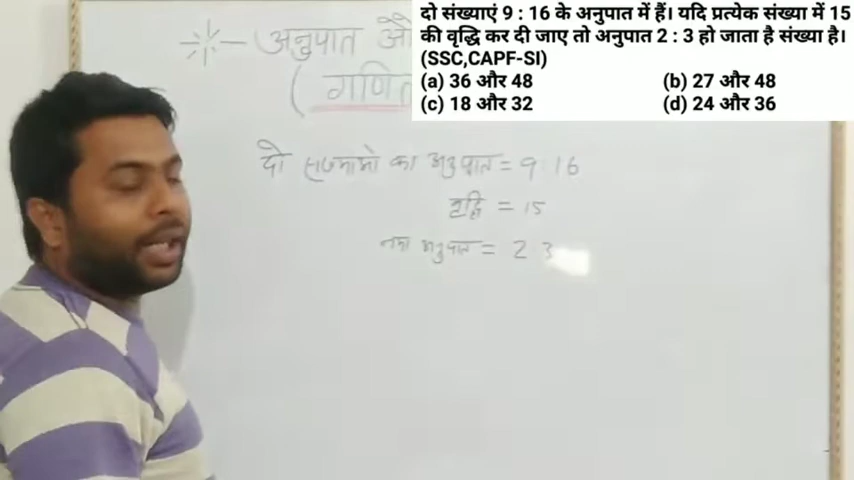 दो संख्याएं 9 : 16 के अनुपात में हैं। यदि प्रत्येक संख्या में 15
की वृद्धि कर दी जाए तो अनुपात 2 : 3 हो जाता है संख्या है।
(SSC,CAPF-SI)
(a) 36 और 48 (b) 27 और 48
(c) 18 और 32 (d) 24 और 36
अनुपात औ
( गणित
दो का अनुपात = 9:16
वृद्धि = 15
नया अनुपात = 2 3